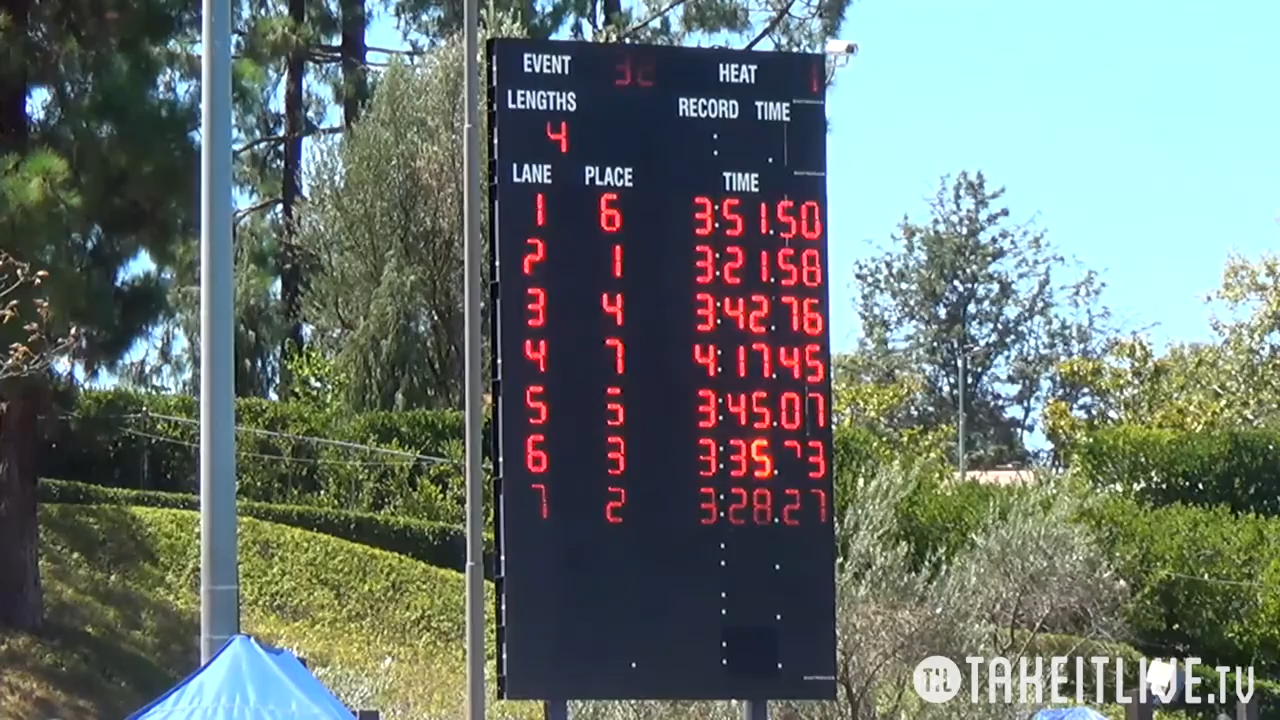 EVENT 32 HEAT 1
LENGTHS RECORD TIME
4
LANE PLACE TIME
1 6 3:51.50
2 1 3:21.58
3 4 3:42.76
4 7 4:17.45
5 5 3:45.07
6 3 3:35.73
7 2 3:28.27
TKL TAKEITLIVE.TV